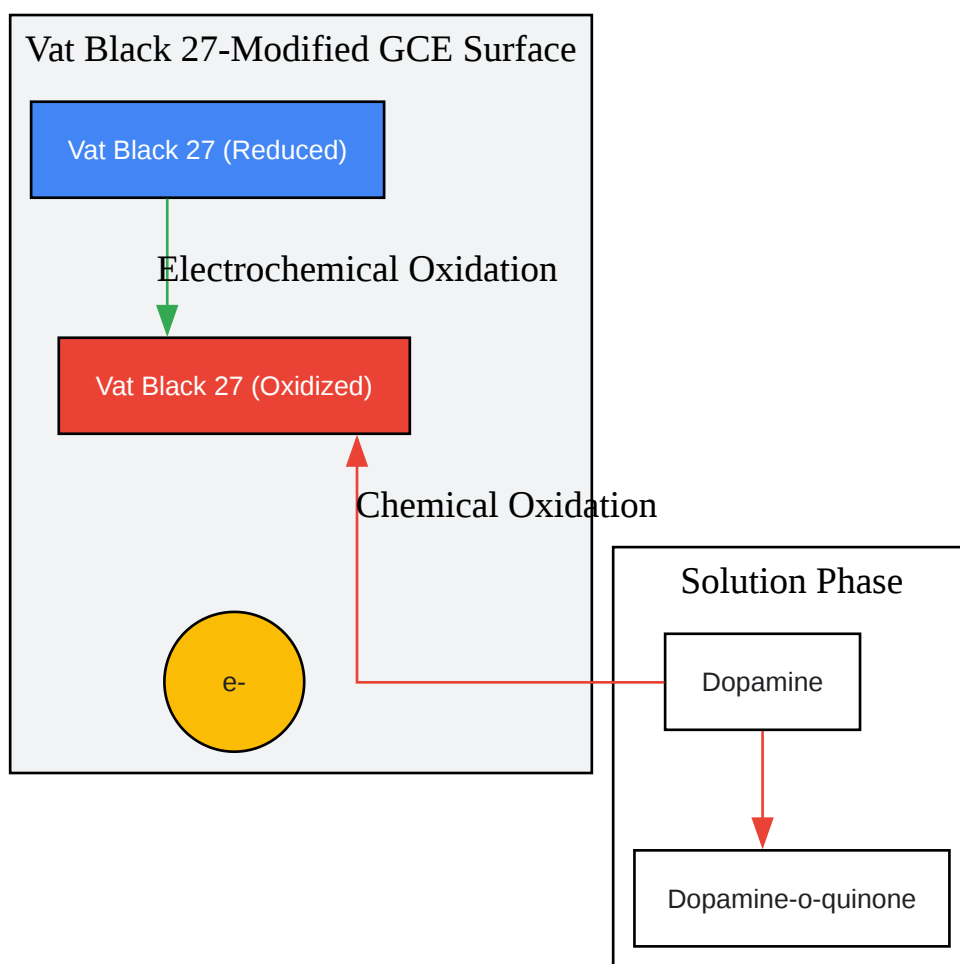 Vat Black 27-Modified GCE Surface
Vat Black 27 (Reduced)
Electrochemical Oxidation
Vat Black 27 (Oxidized)
Chemical Oxidation
Solution Phase
e-
Dopamine
Dopamine-o-quinone